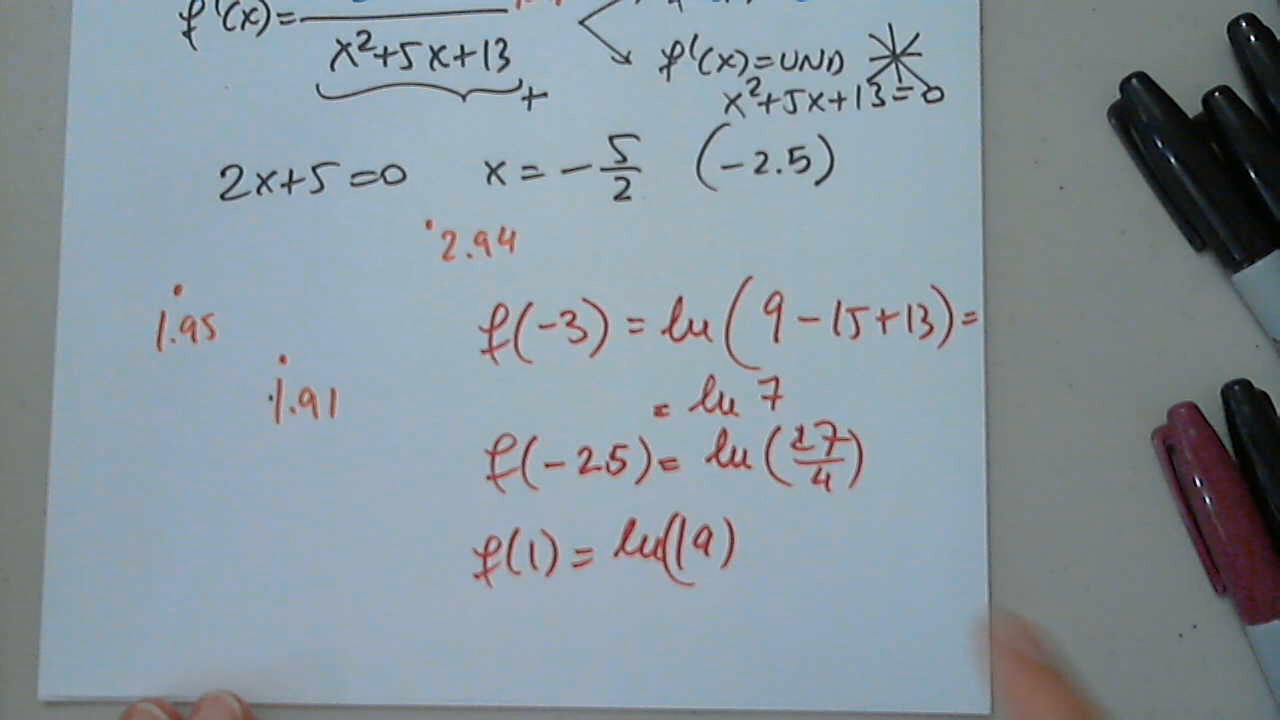 f'(x)=
x²+5x+13
+
f'(x)=UND
x²+5x+13=0
2x+5=0 x=-5/2 (-2.5)
2.94
1.95
f(-3)=ln(9-15+13)=
1.91
=ln 7
f(-2.5)=ln(27/4)
f(1)=ln(19)